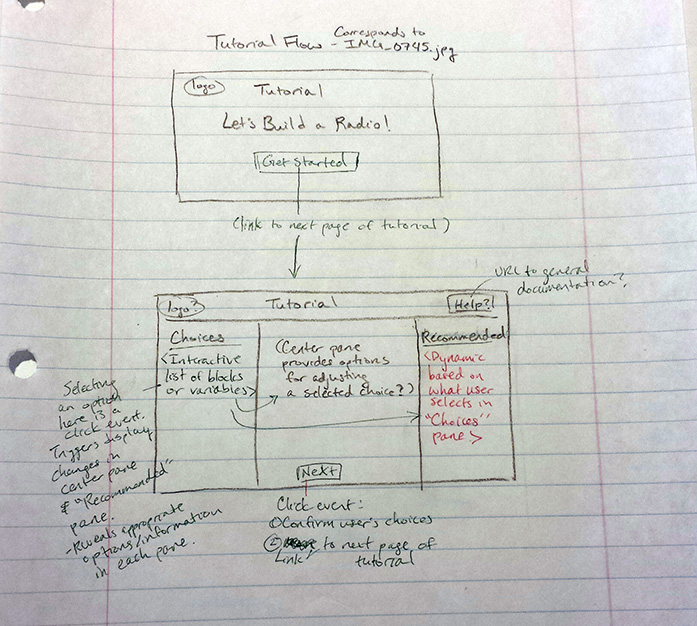 Tutorial Flow - Corresponds to
IMG_0745.jpg
logo
Tutorial
Let's Build a Radio!
Get Started
(link to next page of tutorial)
URL to general
documentation?
logo?
Tutorial
Help?
Choices
<Interactive
list of blocks
or variables>
(Center pane
provides options
for adjusting
a selected choice?)
Recommended
<Dynamic
based on
what user
selects in
"Choices"
pane>
Selecting
an option
here is a
click event.
Triggers display
changes in
center pane
& "Recommended"
pane.
-Reveals appropriate
options/information
in each pane.
Next
Click event:
① Confirm user's choices
② Link to next page of
tutorial